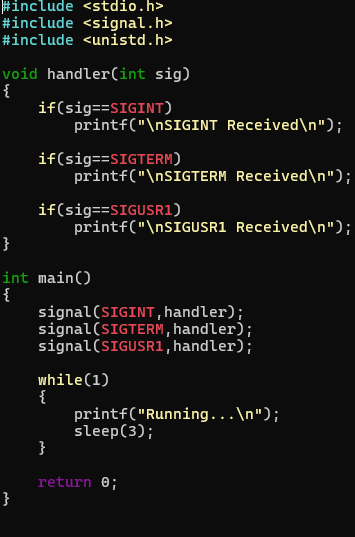 #include <stdio.h>
#include <signal.h>
#include <unistd.h>

void handler(int sig)
{
    if(sig==SIGINT)
        printf("\nSIGINT Received\n");

    if(sig==SIGTERM)
        printf("\nSIGTERM Received\n");

    if(sig==SIGUSR1)
        printf("\nSIGUSR1 Received\n");
}

int main()
{
    signal(SIGINT,handler);
    signal(SIGTERM,handler);
    signal(SIGUSR1,handler);

    while(1)
    {
        printf("Running...\n");
        sleep(3);
    }

    return 0;
}